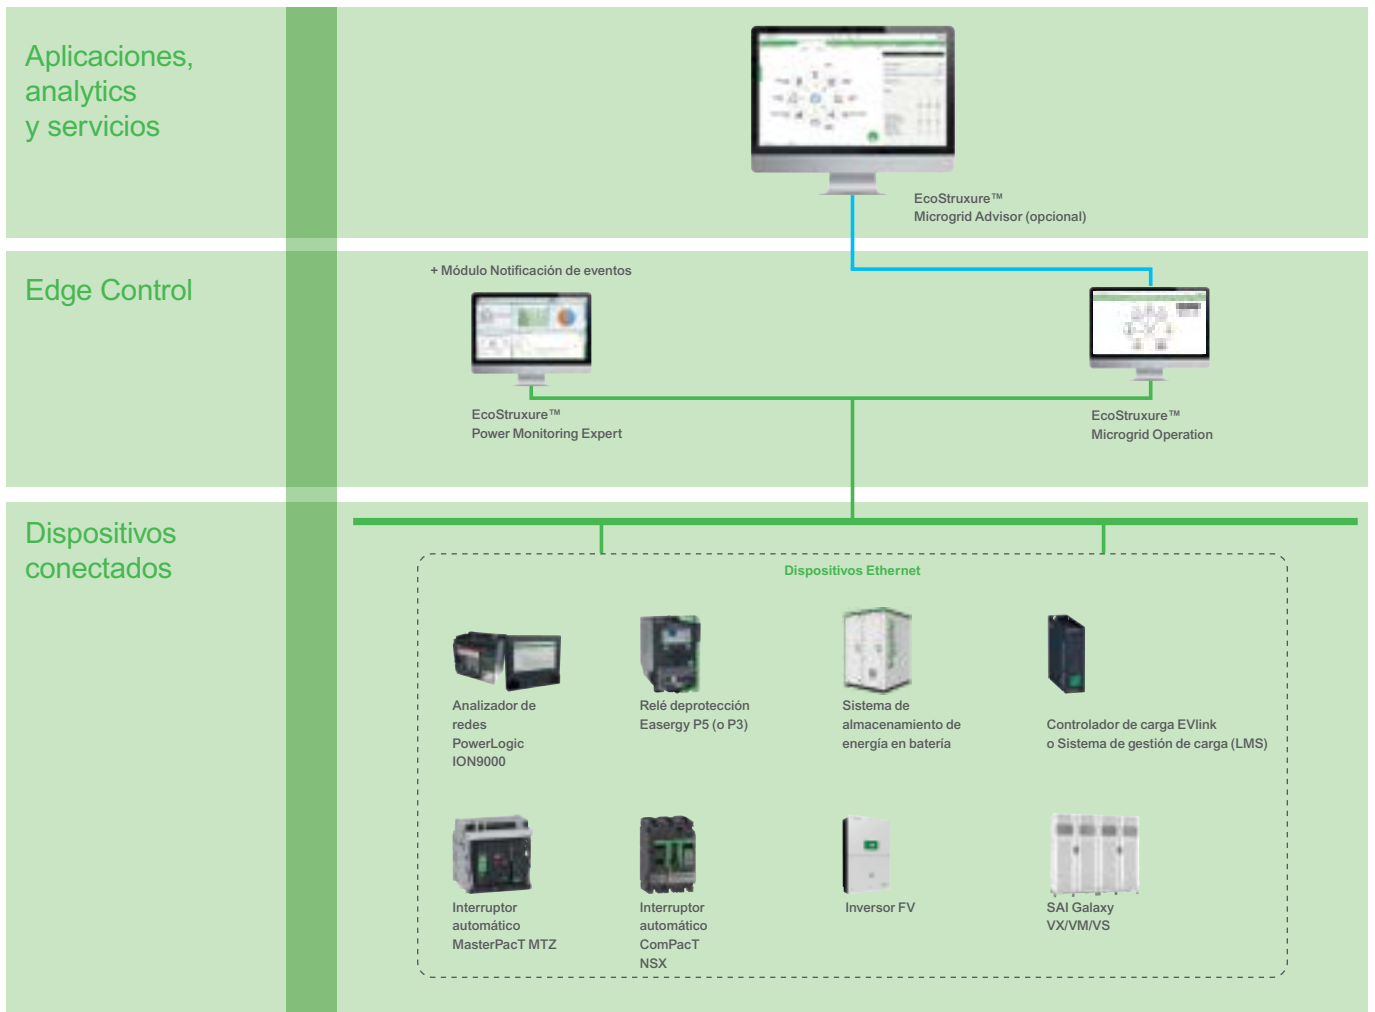 Aplicaciones,
analytics
y servicios
EcoStruxure™
Microgrid Advisor (opcional)
Edge Control
+ Módulo Notificación de eventos
EcoStruxure™
Power Monitoring Expert
EcoStruxure™
Microgrid Operation
Dispositivos
conectados
Dispositivos Ethernet
Analizador de
redes
PowerLogic
ION9000
Relé deprotección
Easergy P5 (o P3)
Sistema de
almacenamiento de
energía en batería
Controlador de carga EVlink
o Sistema de gestión de carga (LMS)
Interruptor
automático
MasterPacT MTZ
Interruptor
automático
ComPacT
NSX
Inversor FV
SAI Galaxy
VX/VM/VS